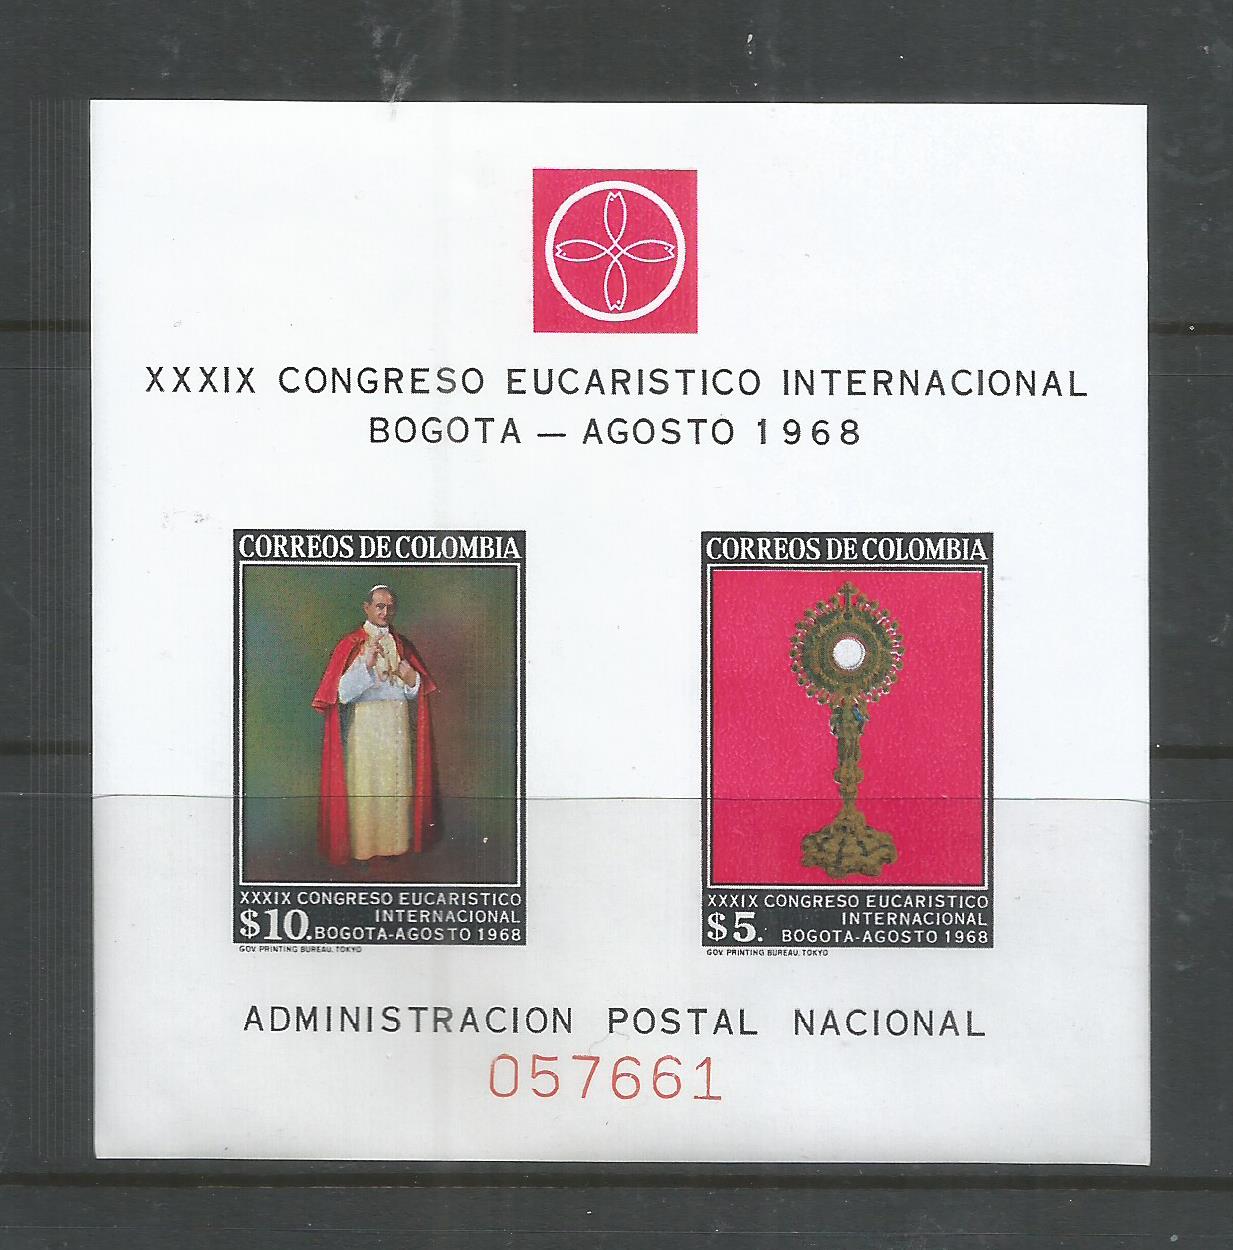 XXXIX CONGRESO EUCARISTICO INTERNACIONAL
BOGOTA — AGOSTO 1968
CORREOS DE COLOMBIA
XXXIX CONGRESO EUCARISTICO
INTERNACIONAL
$10. BOGOTA-AGOSTO 1968
GOV. PRINTING BUREAU, TOKYO
CORREOS DE COLOMBIA
XXXIX CONGRESO EUCARISTICO
INTERNACIONAL
$5. BOGOTA-AGOSTO 1968
GOV. PRINTING BUREAU, TOKYO
ADMINISTRACION POSTAL NACIONAL
057661